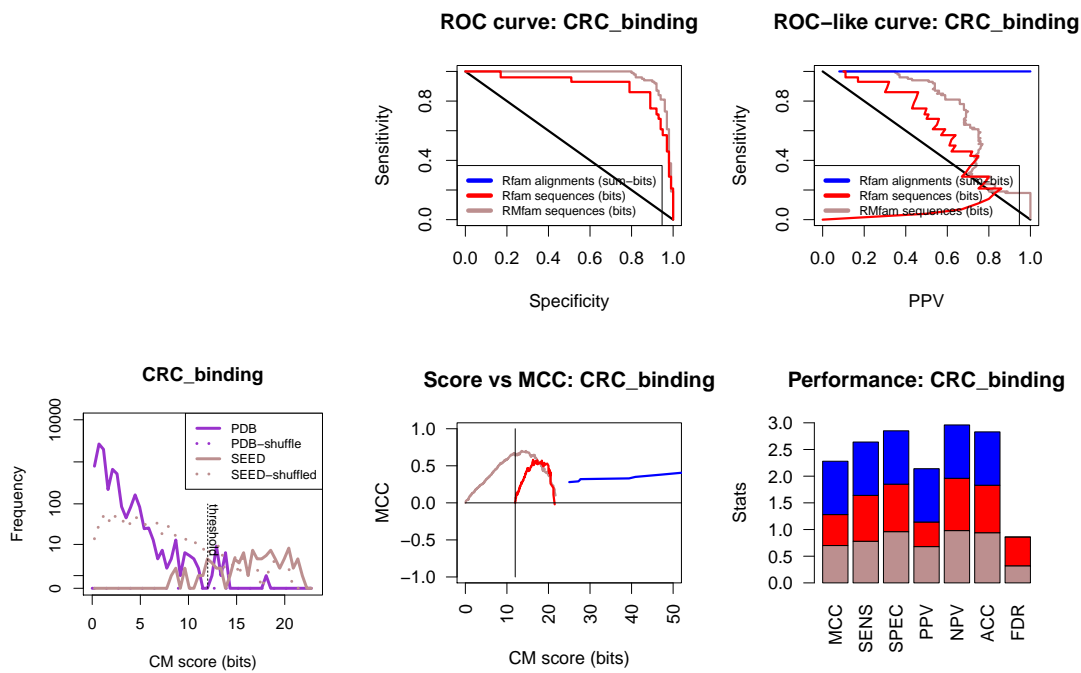 ROC curve: CRC_binding
Sensitivity
0.0 0.4 0.8
Rfam alignments (sum−bits)
Rfam sequences (bits)
RMfam sequences (bits)
0.0 0.2 0.4 0.6 0.8 1.0
Specificity
ROC−like curve: CRC_binding
Sensitivity
0.0 0.4 0.8
Rfam alignments (sum−bits)
Rfam sequences (bits)
RMfam sequences (bits)
0.0 0.2 0.4 0.6 0.8 1.0
PPV
CRC_binding
Frequency
0 10 100 10000
PDB
PDB−shuffle
SEED
SEED−shuffled
threshold
0 5 10 15 20
CM score (bits)
Score vs MCC: CRC_binding
MCC
−1.0 0.0 0.5 1.0
0 10 20 30 40 50
CM score (bits)
Performance: CRC_binding
Stats
0.0 0.5 1.0 1.5 2.0 2.5 3.0
MCC SENS SPEC PPV NPV ACC FDR